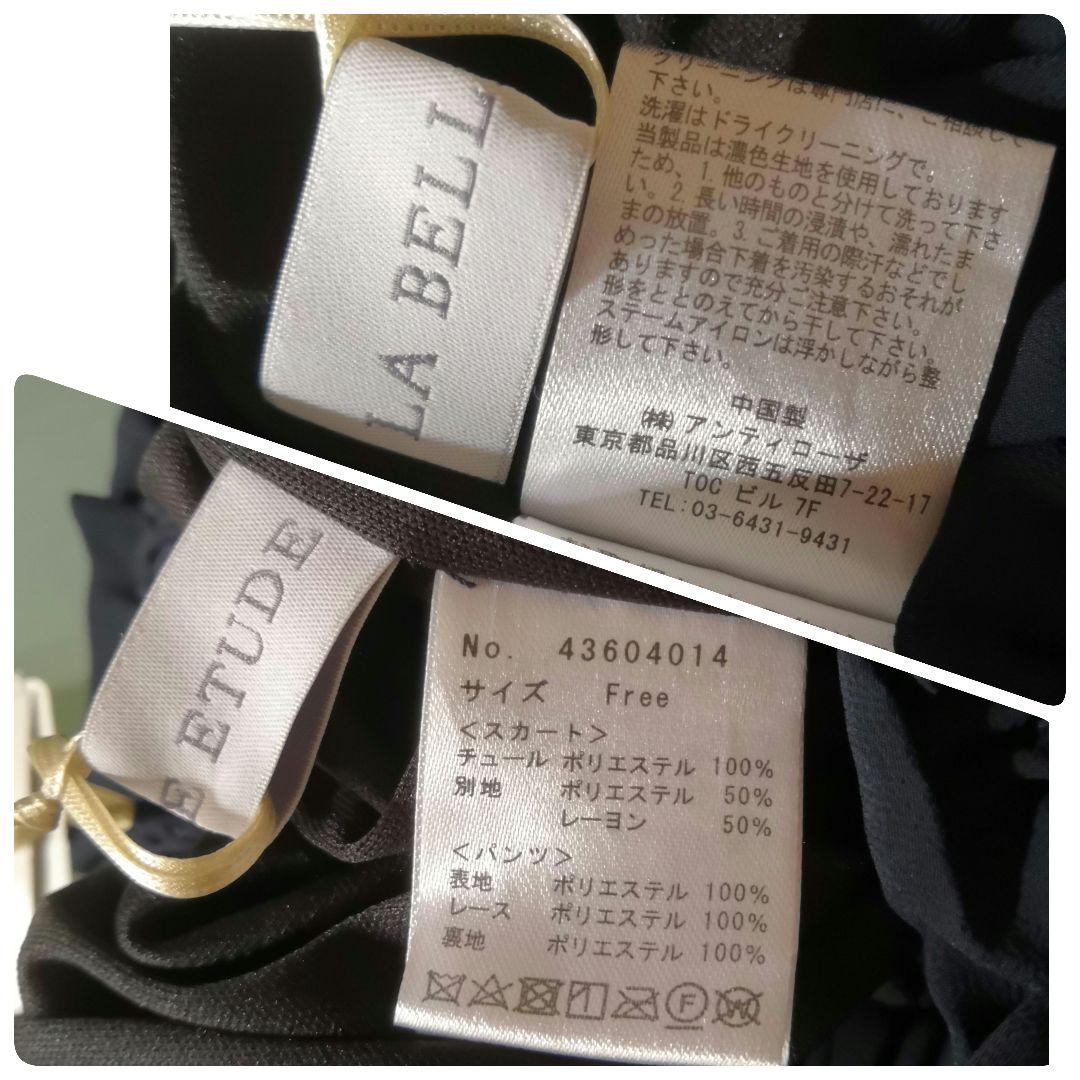 LA BELL
クリーニングは専門店に、ご相談して
下さい。
洗濯はドライクリーニングで。
当製品は濃色生地を使用しております
ため、1.他のものと分けて洗って下さ
い。2.長い時間の浸漬や、濡れたま
まの放置。3.ご着用の際汗などでし
めった場合下着を汚染するおそれが
ありますので充分ご注意下さい。
形をととのえてから干して下さい。
スチームアイロンは浮かしながら整
形して下さい。
中国製
(株)アンティローザ
東京都品川区西五反田7-22-17
TOC ビル 7F
TEL:03-6431-9431
E ETUDE
No. 43604014
サイズ Free
<スカート>
チュール ポリエステル 100%
別地 ポリエステル 50%
レーヨン 50%
<パンツ>
表地 ポリエステル 100%
レース ポリエステル 100%
裏地 ポリエステル 100%
F
W